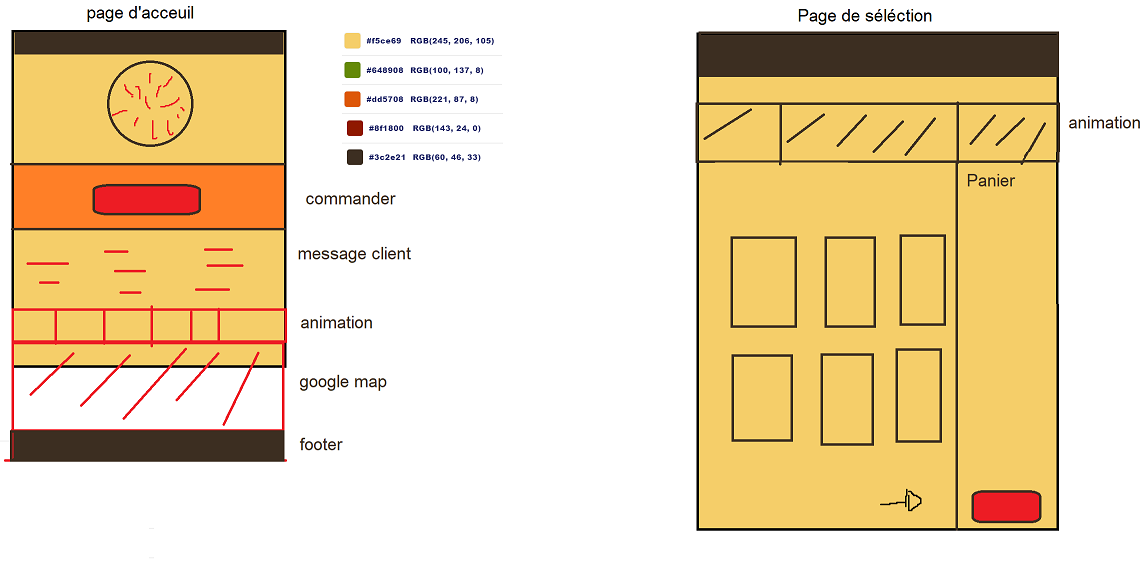 page d'acceuil
#f5ce69 RGB(245, 206, 105)
#648908 RGB(100, 137, 8)
#dd5708 RGB(221, 87, 8)
#8f1800 RGB(143, 24, 0)
#3c2e21 RGB(60, 46, 33)
commander
message client
animation
google map
footer
Page de séléction
animation
Panier